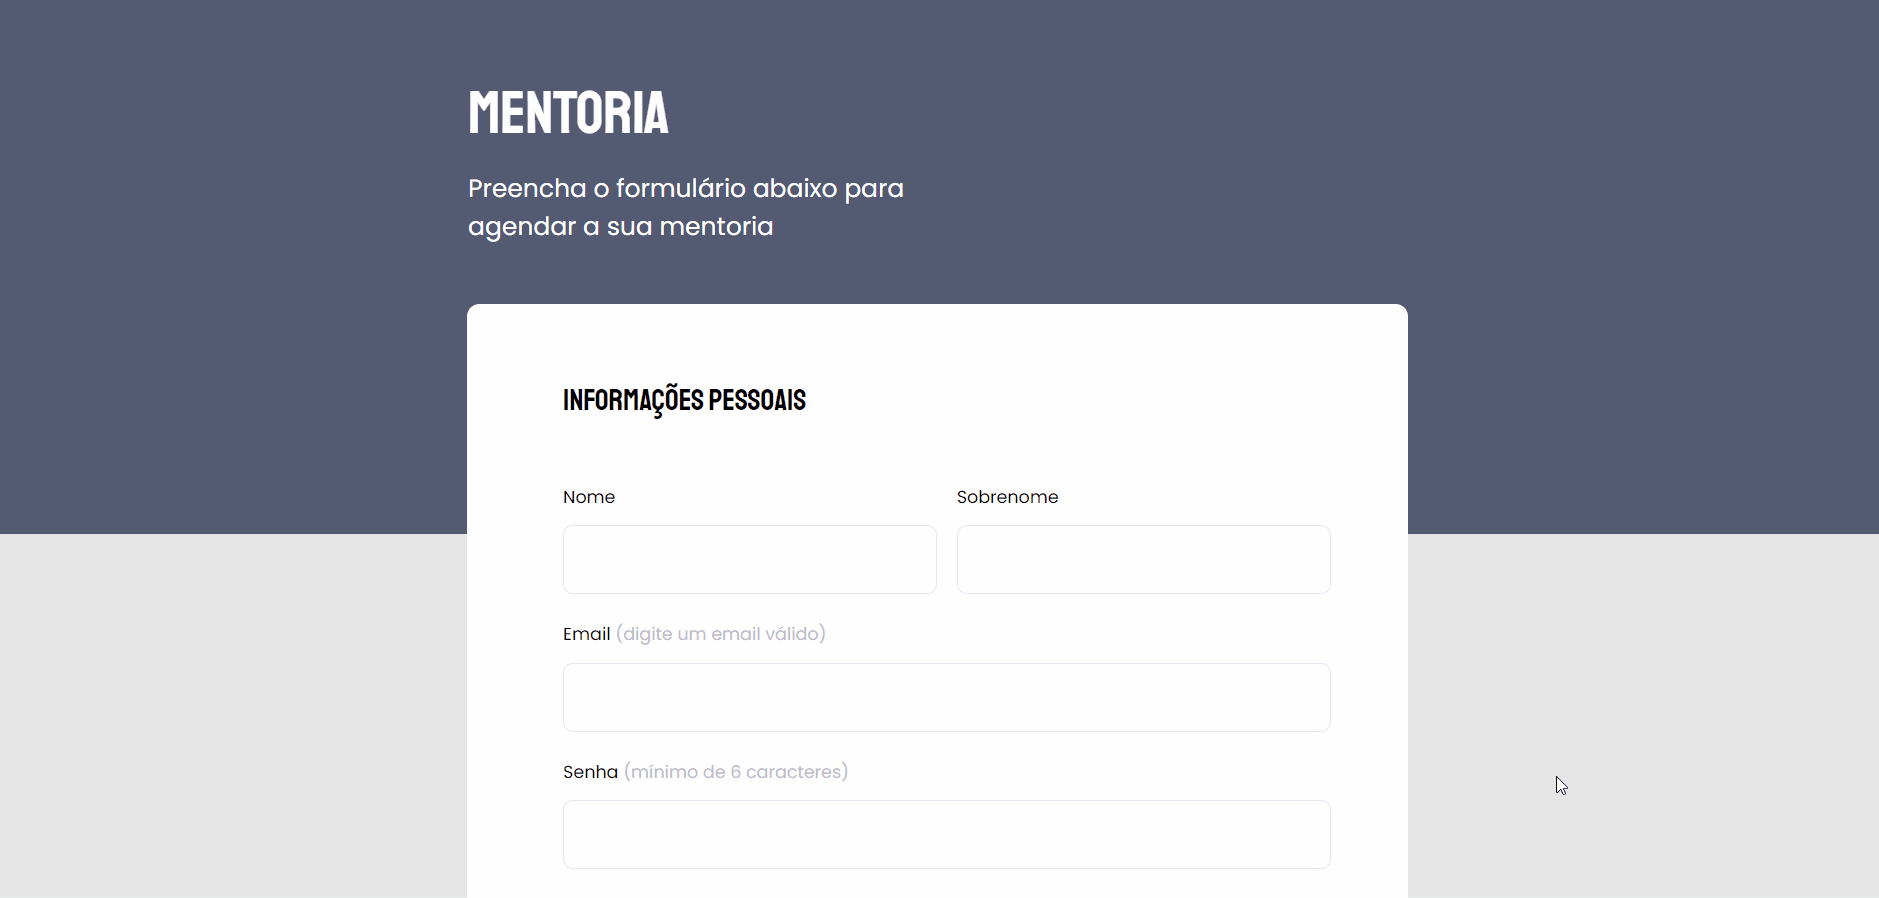 MENTORIA
Preencha o formulário abaixo para
agendar a sua mentoria
INFORMAÇÕES PESSOAIS
Nome
Sobrenome
Email (digite um email válido)
Senha (mínimo de 6 caracteres)